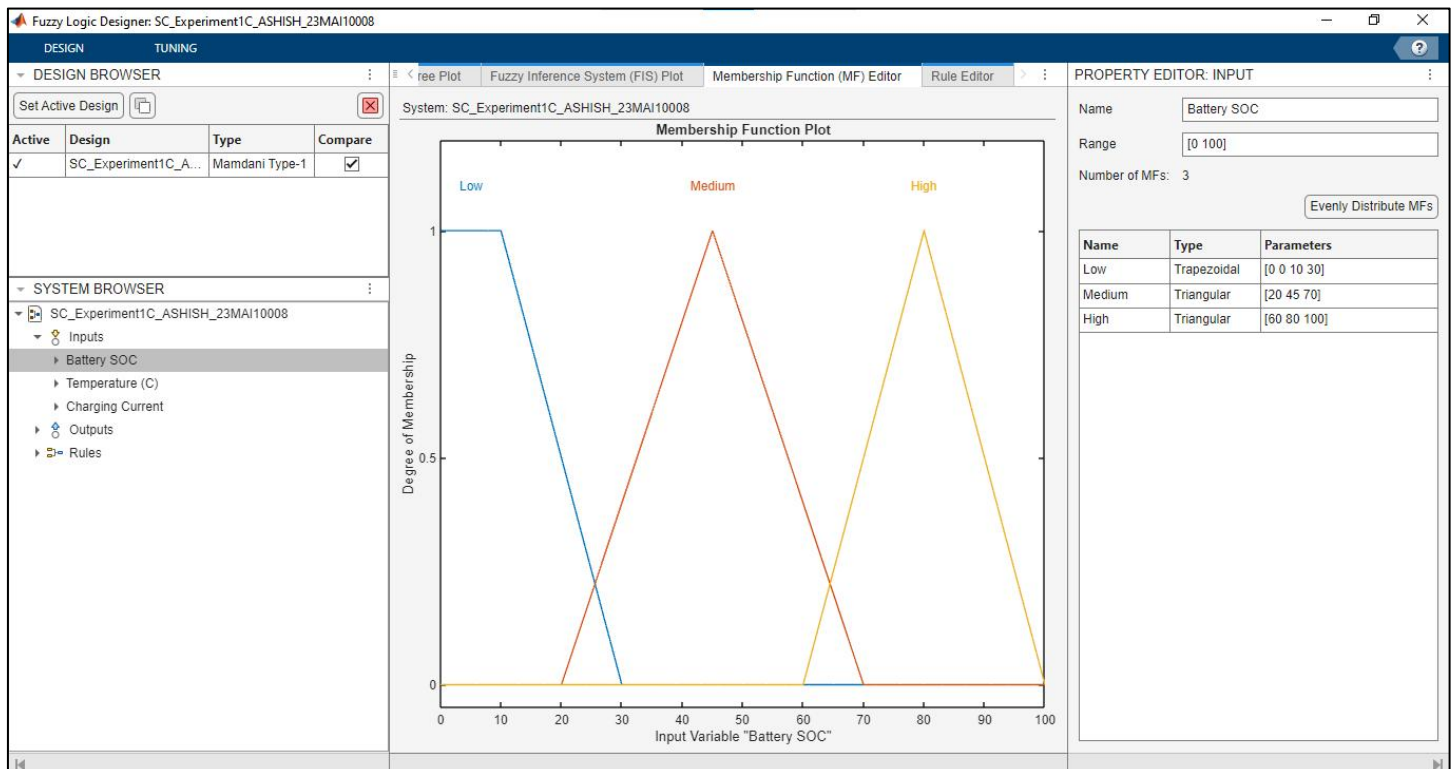 Fuzzy Logic Designer: SC_Experiment1C_ASHISH_23MAI10008
DESIGN TUNING
?
DESIGN BROWSER
Set Active Design
Active Design Type Compare
✓ SC_Experiment1C_A... Mamdani Type-1
SYSTEM BROWSER
SC_Experiment1C_ASHISH_23MAI10008
Inputs
Battery SOC
Temperature (C)
Charging Current
Outputs
Rules
ree Plot Fuzzy Inference System (FIS) Plot Membership Function (MF) Editor Rule Editor
System: SC_Experiment1C_ASHISH_23MAI10008
Membership Function Plot
Low Medium High
1
0.5
0
Degree of Membership
0 10 20 30 40 50 60 70 80 90 100
Input Variable "Battery SOC"
PROPERTY EDITOR: INPUT
Name Battery SOC
Range [0 100]
Number of MFs: 3
Evenly Distribute MFs
Name Type Parameters
Low Trapezoidal [0 0 10 30]
Medium Triangular [20 45 70]
High Triangular [60 80 100]